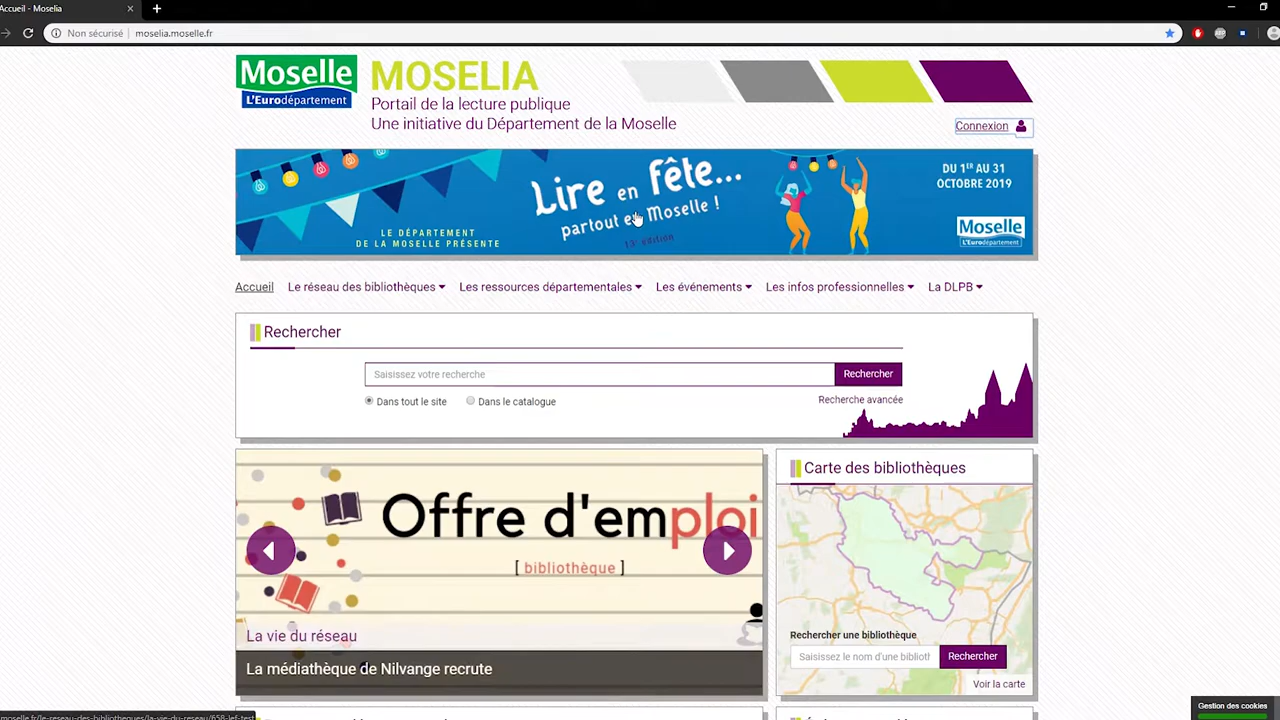 Accueil - Moselia
Non sécurisé moselia.moselle.fr
Moselle
L'Eurodépartement
MOSELIA
Portail de la lecture publique
Une initiative du Département de la Moselle
Connexion
Lire en fête...
partout en Moselle !
13e édition
LE DÉPARTEMENT
DE LA MOSELLE PRÉSENTE
DU 1ER AU 31
OCTOBRE 2019
Moselle
L'Eurodépartement
Accueil Le réseau des bibliothèques Les ressources départementales Les événements Les infos professionnelles La DLPB
Rechercher
Saisissez votre recherche Rechercher
Dans tout le site Dans le catalogue Recherche avancée
Offre d'emploi
[ bibliothèque ]
La vie du réseau
La médiathèque de Nilvange recrute
Carte des bibliothèques
Rechercher une bibliothèque
Saisissez le nom d'une bibliot Rechercher
Voir la carte
Gestion des cookies